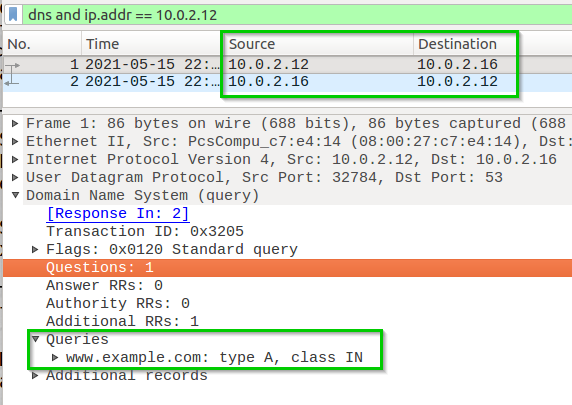 dns and ip.addr == 10.0.2.12
No. Time Source Destination
1 2021-05-15 22:... 10.0.2.12 10.0.2.16
2 2021-05-15 22:... 10.0.2.16 10.0.2.12
Frame 1: 86 bytes on wire (688 bits), 86 bytes captured (688
Ethernet II, Src: PcsCompu_c7:e4:14 (08:00:27:c7:e4:14), Dst:
Internet Protocol Version 4, Src: 10.0.2.12, Dst: 10.0.2.16
User Datagram Protocol, Src Port: 32784, Dst Port: 53
Domain Name System (query)
[Response In: 2]
Transaction ID: 0x3205
Flags: 0x0120 Standard query
Questions: 1
Answer RRs: 0
Authority RRs: 0
Additional RRs: 1
Queries
www.example.com: type A, class IN
Additional records